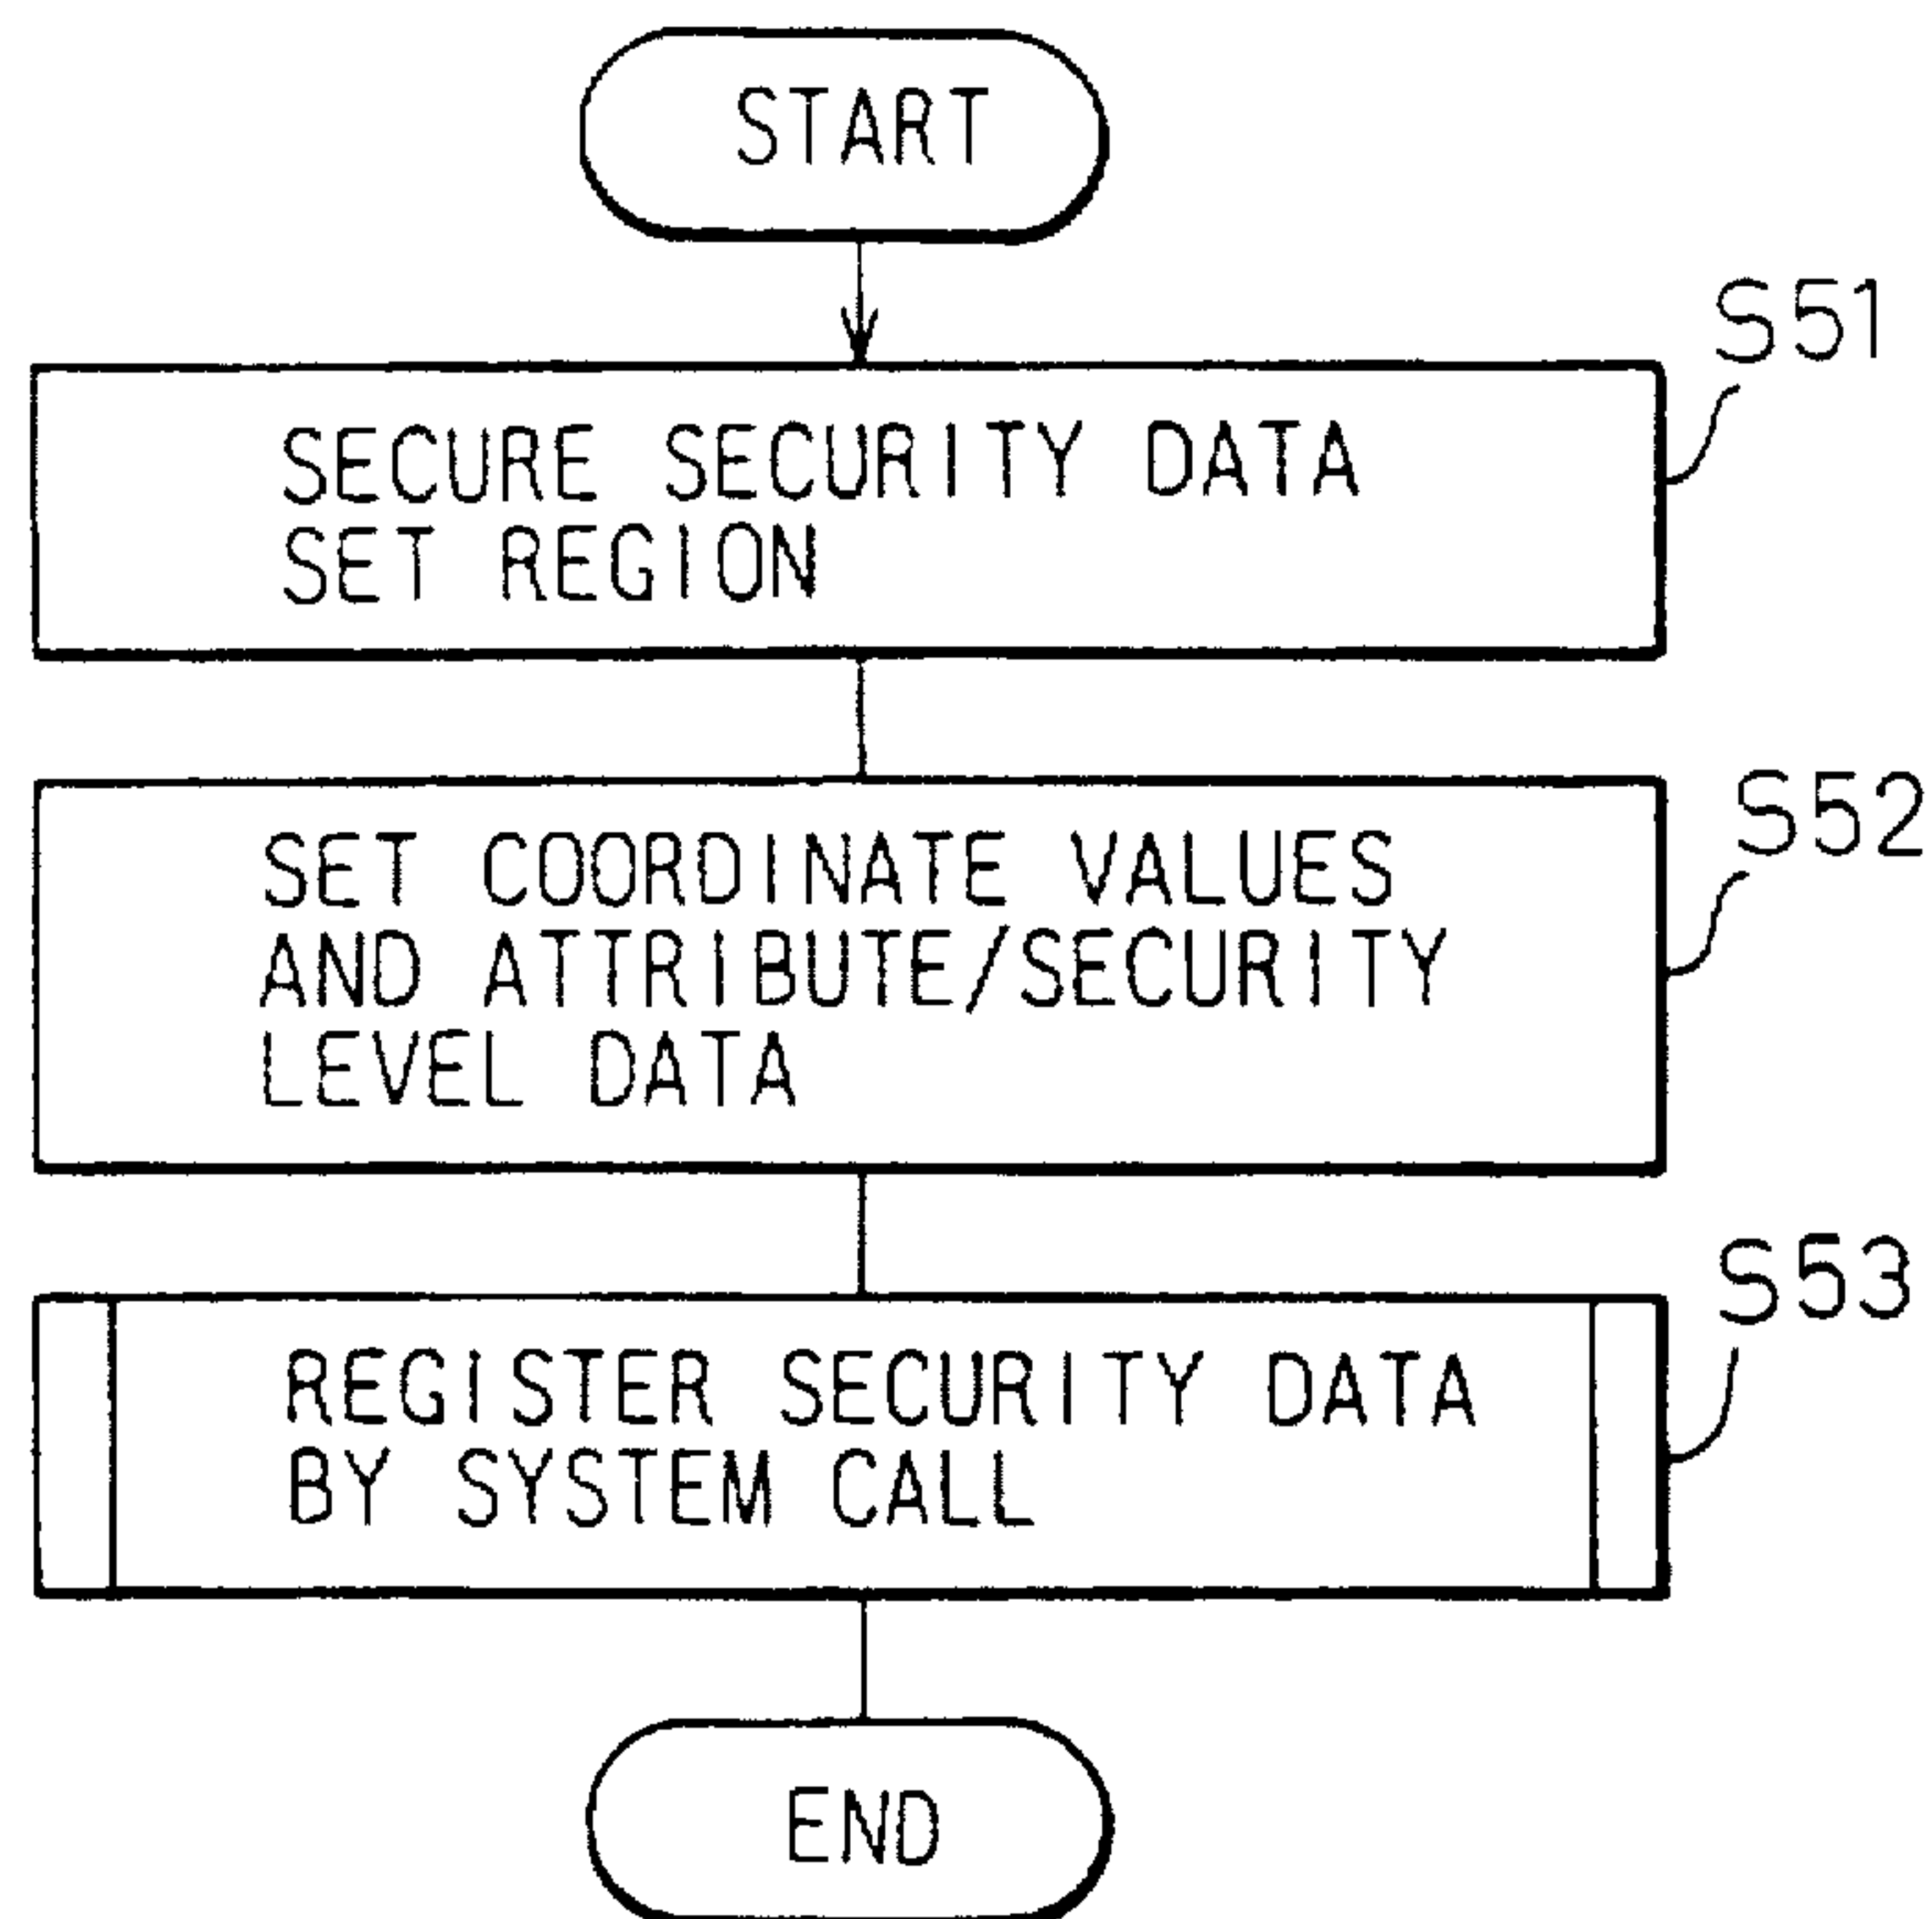 START
S51
SECURE SECURITY DATA
SET REGION
S52
SET COORDINATE VALUES
AND ATTRIBUTE/SECURITY
LEVEL DATA
S53
REGISTER SECURITY DATA
BY SYSTEM CALL
END